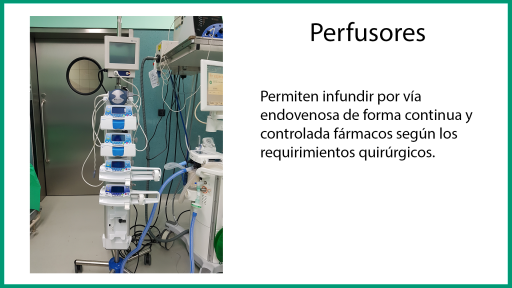 Perfusores
Permiten infundir por vía
endovenosa de forma continua y
controlada fármacos según los
requirimientos quirúrgicos.